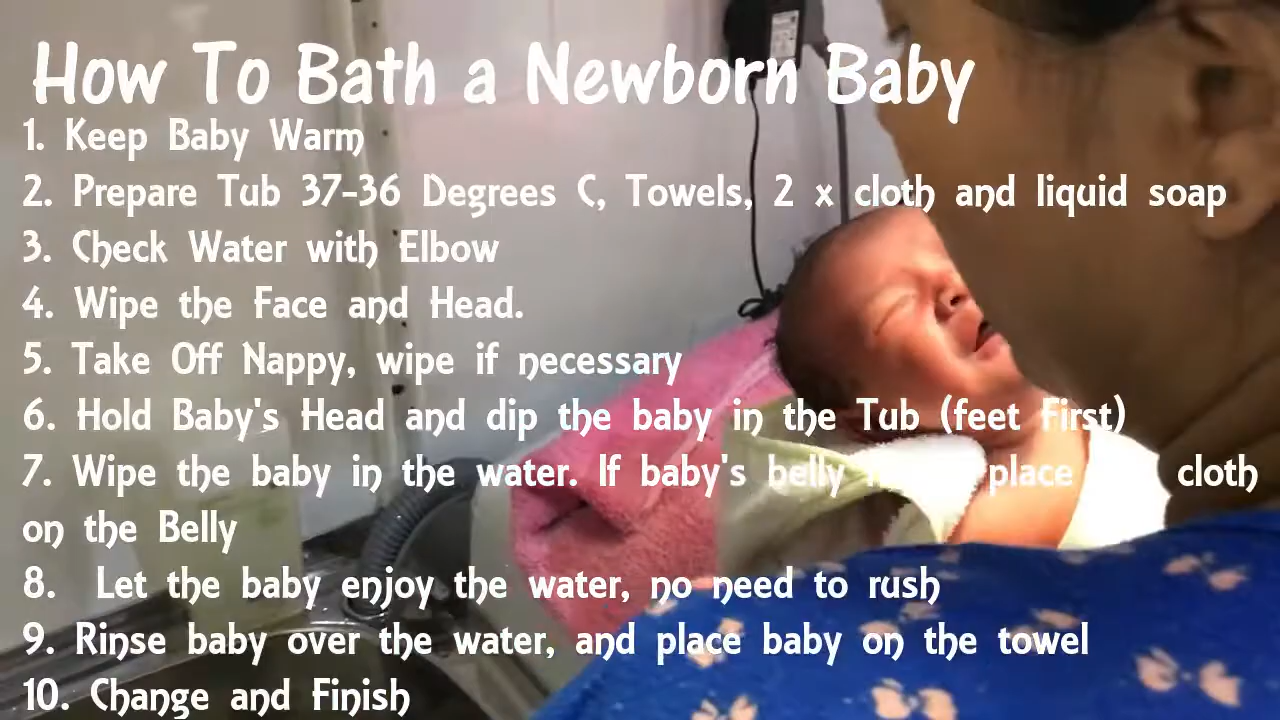 How To Bath a Newborn Baby
1. Keep Baby Warm
2. Prepare Tub 37-36 Degrees C, Towels, 2 x cloth and liquid soap
3. Check Water with Elbow
4. Wipe the Face and Head.
5. Take Off Nappy, wipe if necessary
6. Hold Baby's Head and dip the baby in the Tub (feet First)
7. Wipe the baby in the water. If baby's belly place cloth
on the Belly
8. Let the baby enjoy the water, no need to rush
9. Rinse baby over the water, and place baby on the towel
10. Change and Finish